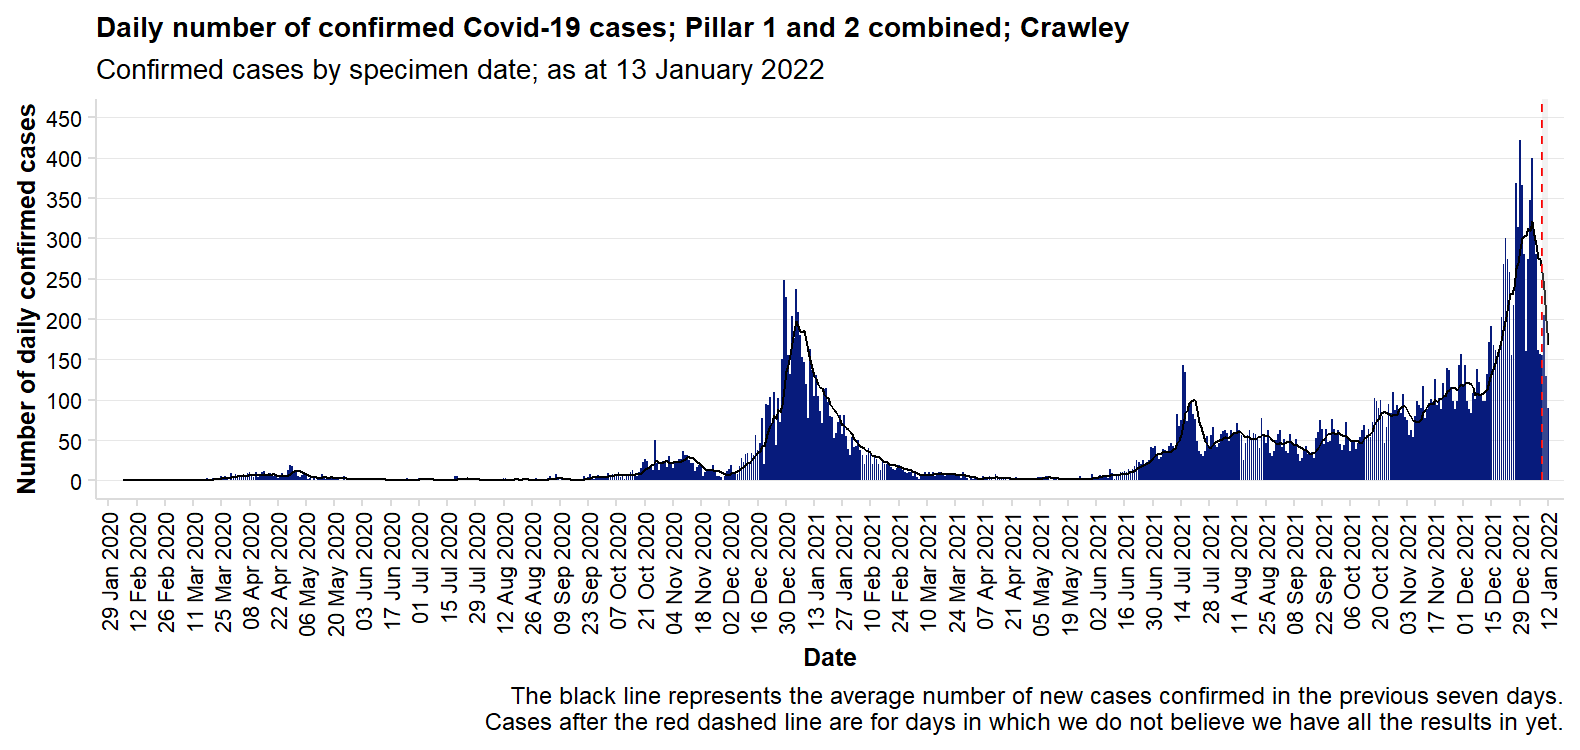 Daily number of confirmed Covid-19 cases; Pillar 1 and 2 combined; Crawley
Confirmed cases by specimen date; as at 13 January 2022
Number of daily confirmed cases
450
400
350
300
250
200
150
100
50
0
29 Jan 2020
12 Feb 2020
26 Feb 2020
11 Mar 2020
25 Mar 2020
08 Apr 2020
22 Apr 2020
06 May 2020
20 May 2020
03 Jun 2020
17 Jun 2020
01 Jul 2020
15 Jul 2020
29 Jul 2020
12 Aug 2020
26 Aug 2020
09 Sep 2020
23 Sep 2020
07 Oct 2020
21 Oct 2020
04 Nov 2020
18 Nov 2020
02 Dec 2020
16 Dec 2020
30 Dec 2020
13 Jan 2021
27 Jan 2021
10 Feb 2021
24 Feb 2021
10 Mar 2021
24 Mar 2021
07 Apr 2021
21 Apr 2021
05 May 2021
19 May 2021
02 Jun 2021
16 Jun 2021
30 Jun 2021
14 Jul 2021
28 Jul 2021
11 Aug 2021
25 Aug 2021
08 Sep 2021
22 Sep 2021
06 Oct 2021
20 Oct 2021
03 Nov 2021
17 Nov 2021
01 Dec 2021
15 Dec 2021
29 Dec 2021
12 Jan 2022
Date
The black line represents the average number of new cases confirmed in the previous seven days.
Cases after the red dashed line are for days in which we do not believe we have all the results in yet.